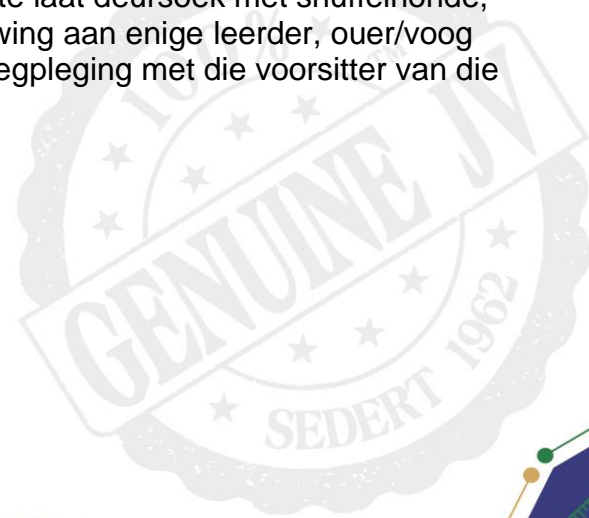 te laat deursoek met snuffelhonde,
wing aan enige leerder, ouer/voog
egpleging met die voorsitter van die
GENUINE JV
SEDERT 1962